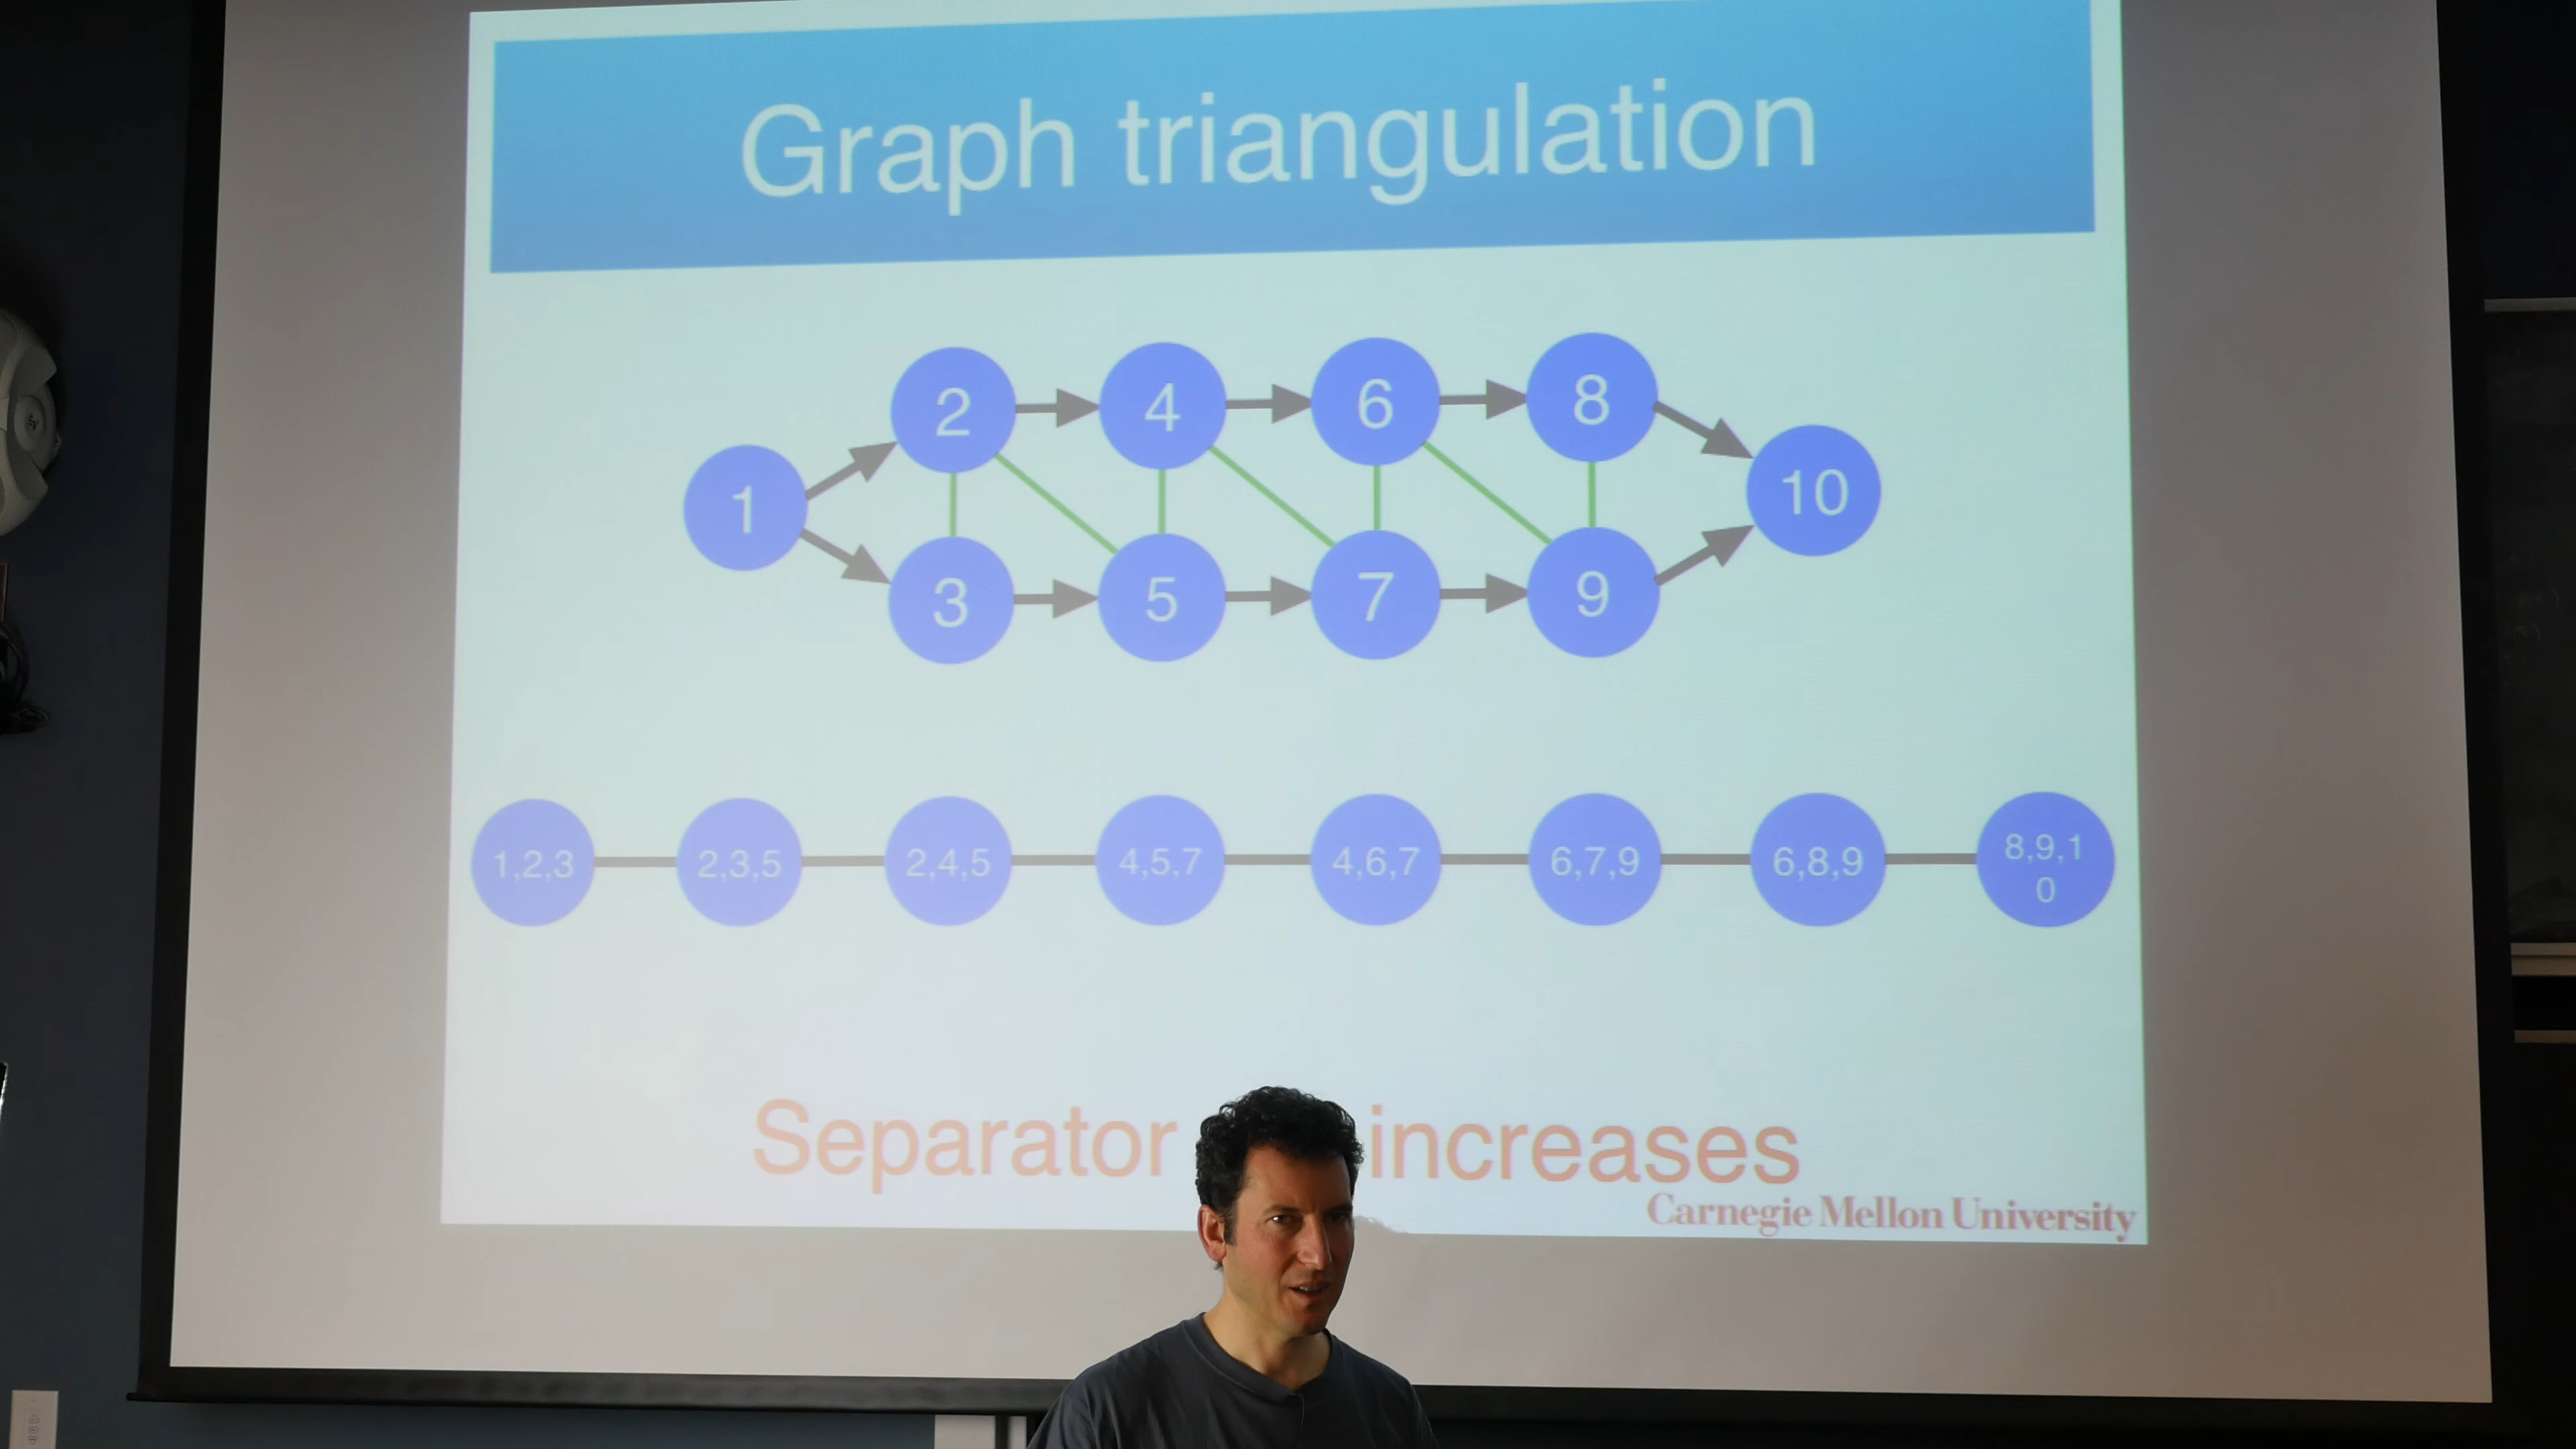 Graph triangulation
2 4 6 8
1 10
3 5 7 9
1,2,3 2,3,5 2,4,5 4,5,7 4,6,7 6,7,9 6,8,9 8,9,1
0
Separator increases
Carnegie Mellon University